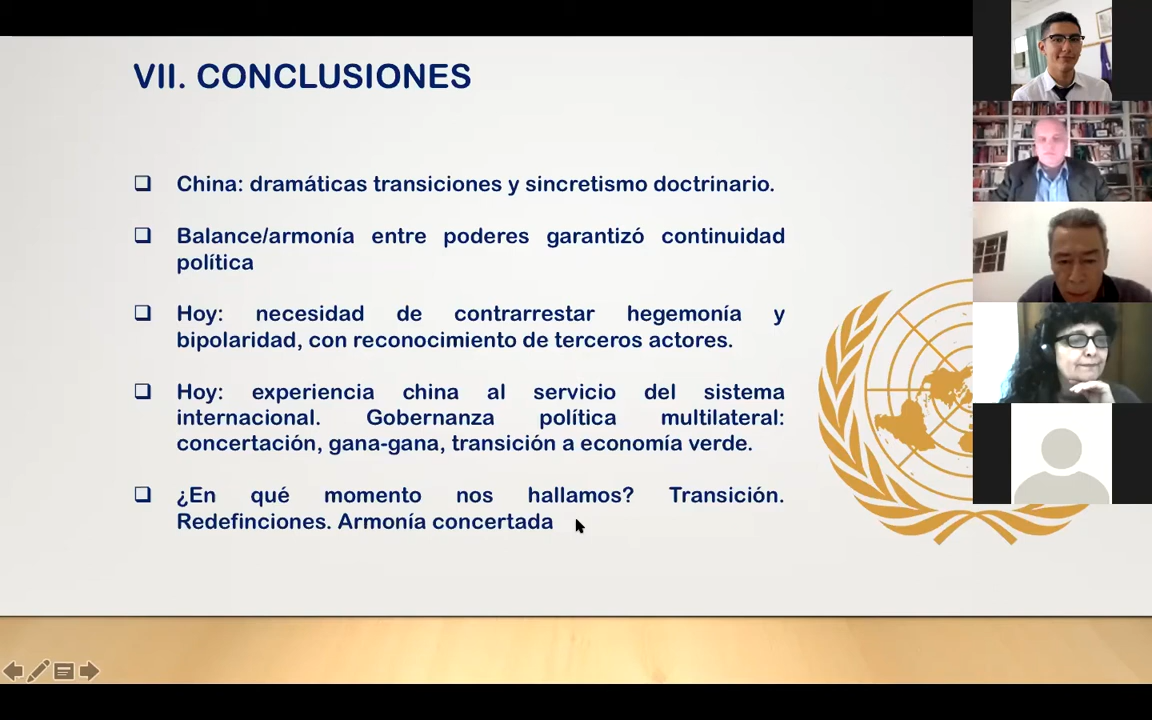 VII. CONCLUSIONES
❑ China: dramáticas transiciones y sincretismo doctrinario.
❑ Balance/armonía entre poderes garantizó continuidad
política
❑ Hoy: necesidad de contrarrestar hegemonía y
bipolaridad, con reconocimiento de terceros actores.
❑ Hoy: experiencia china al servicio del sistema
internacional. Gobernanza política multilateral:
concertación, gana-gana, transición a economía verde.
❑ ¿En qué momento nos hallamos? Transición.
Redefinciones. Armonía concertada